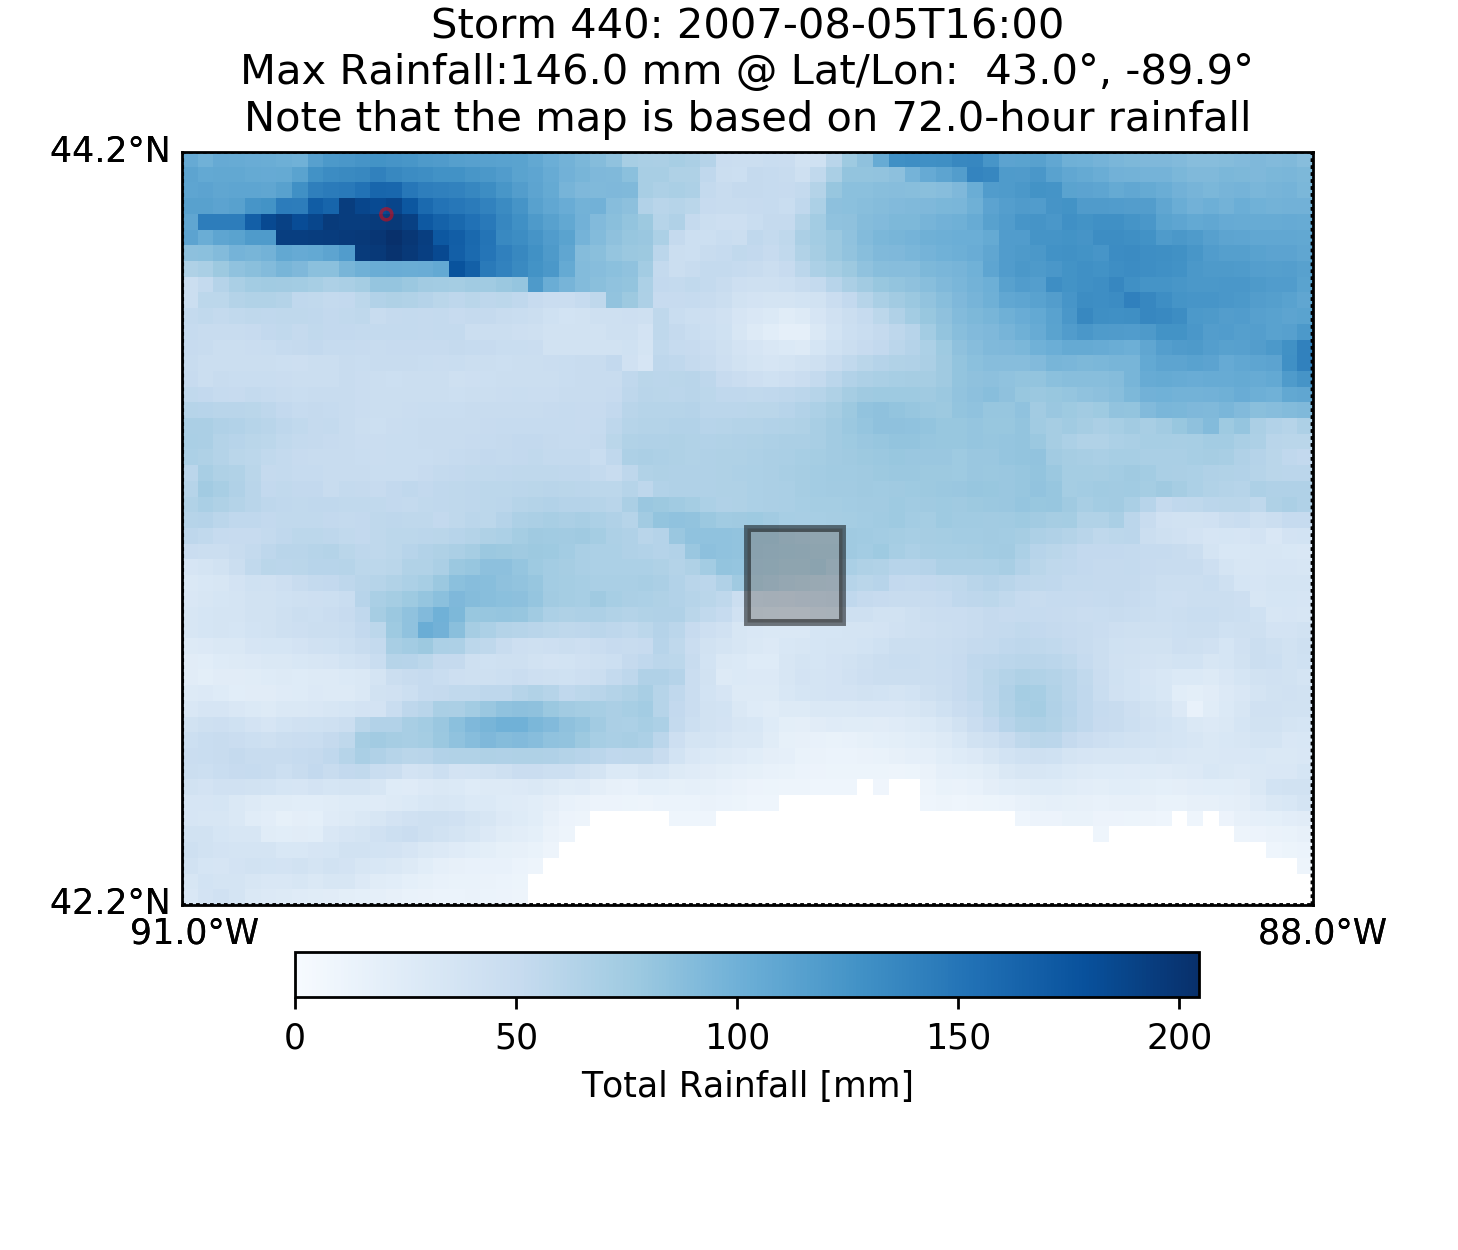 Storm 440: 2007-08-05T16:00
Max Rainfall:146.0 mm @ Lat/Lon:  43.0°, -89.9°
Note that the map is based on 72.0-hour rainfall
44.2°N
42.2°N
91.0°W
88.0°W
0
50
100
150
200
Total Rainfall [mm]